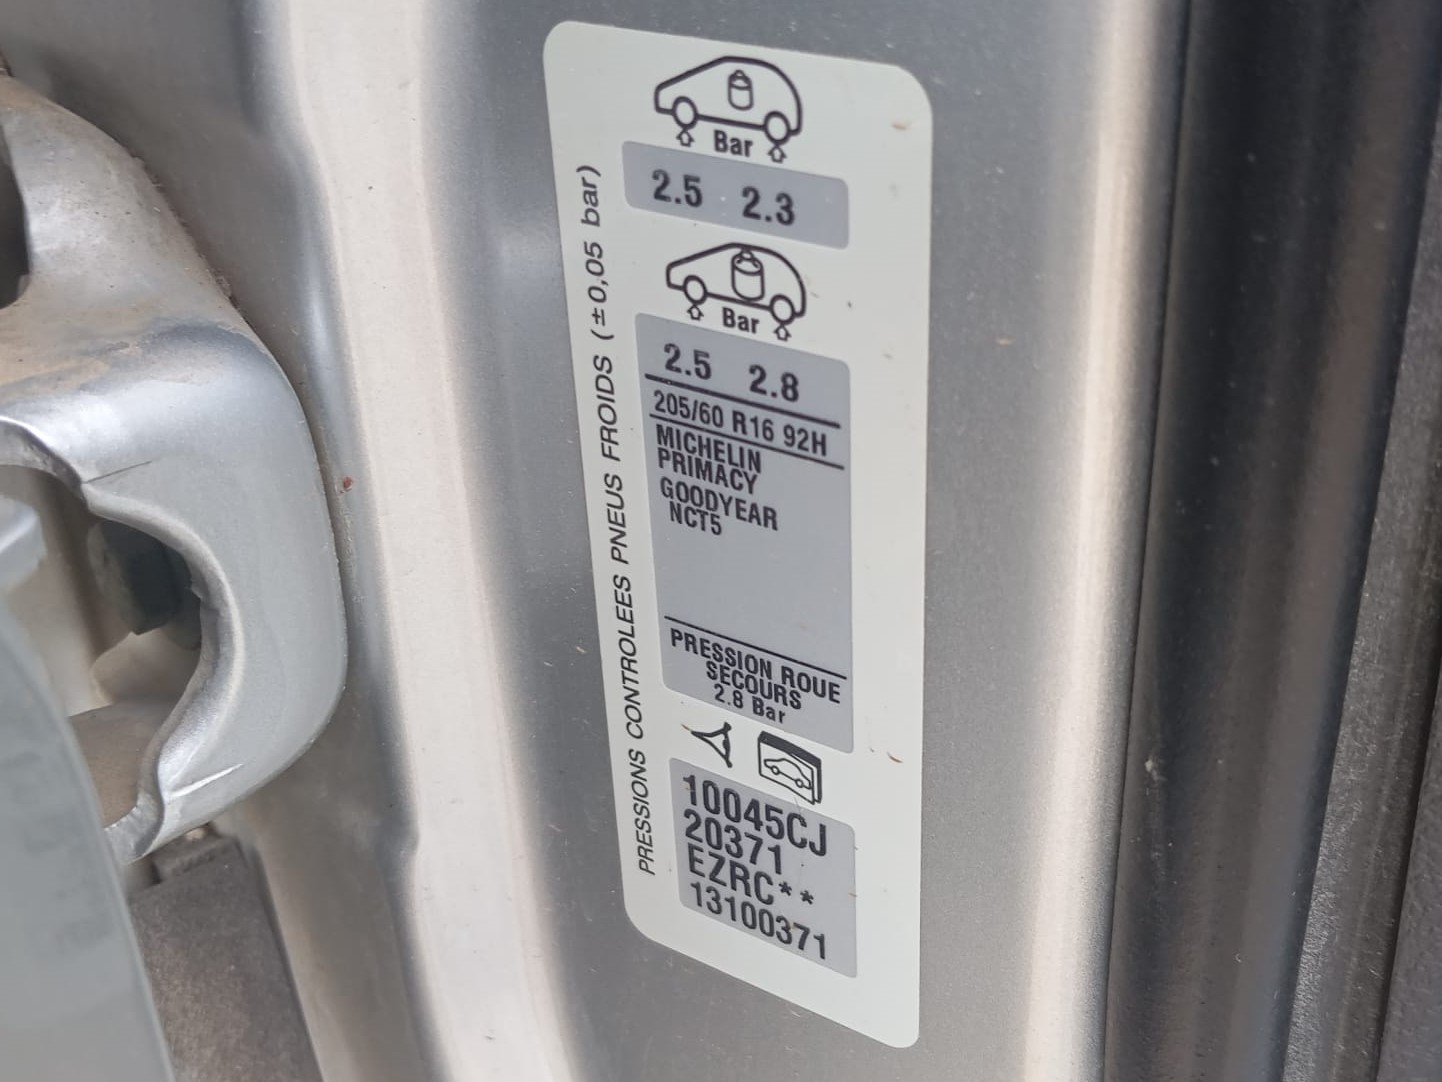 Bar
2.5 2.3
Bar
2.5 2.8
205/60 R16 92H
MICHELIN
PRIMACY
GOODYEAR
NCT5
PRESSION ROUE
SECOURS
2.8 Bar
10045CJ
20371
EZRC**
13100371
PRESSIONS CONTROLEES PNEUS FROIDS (±0,05 bar)